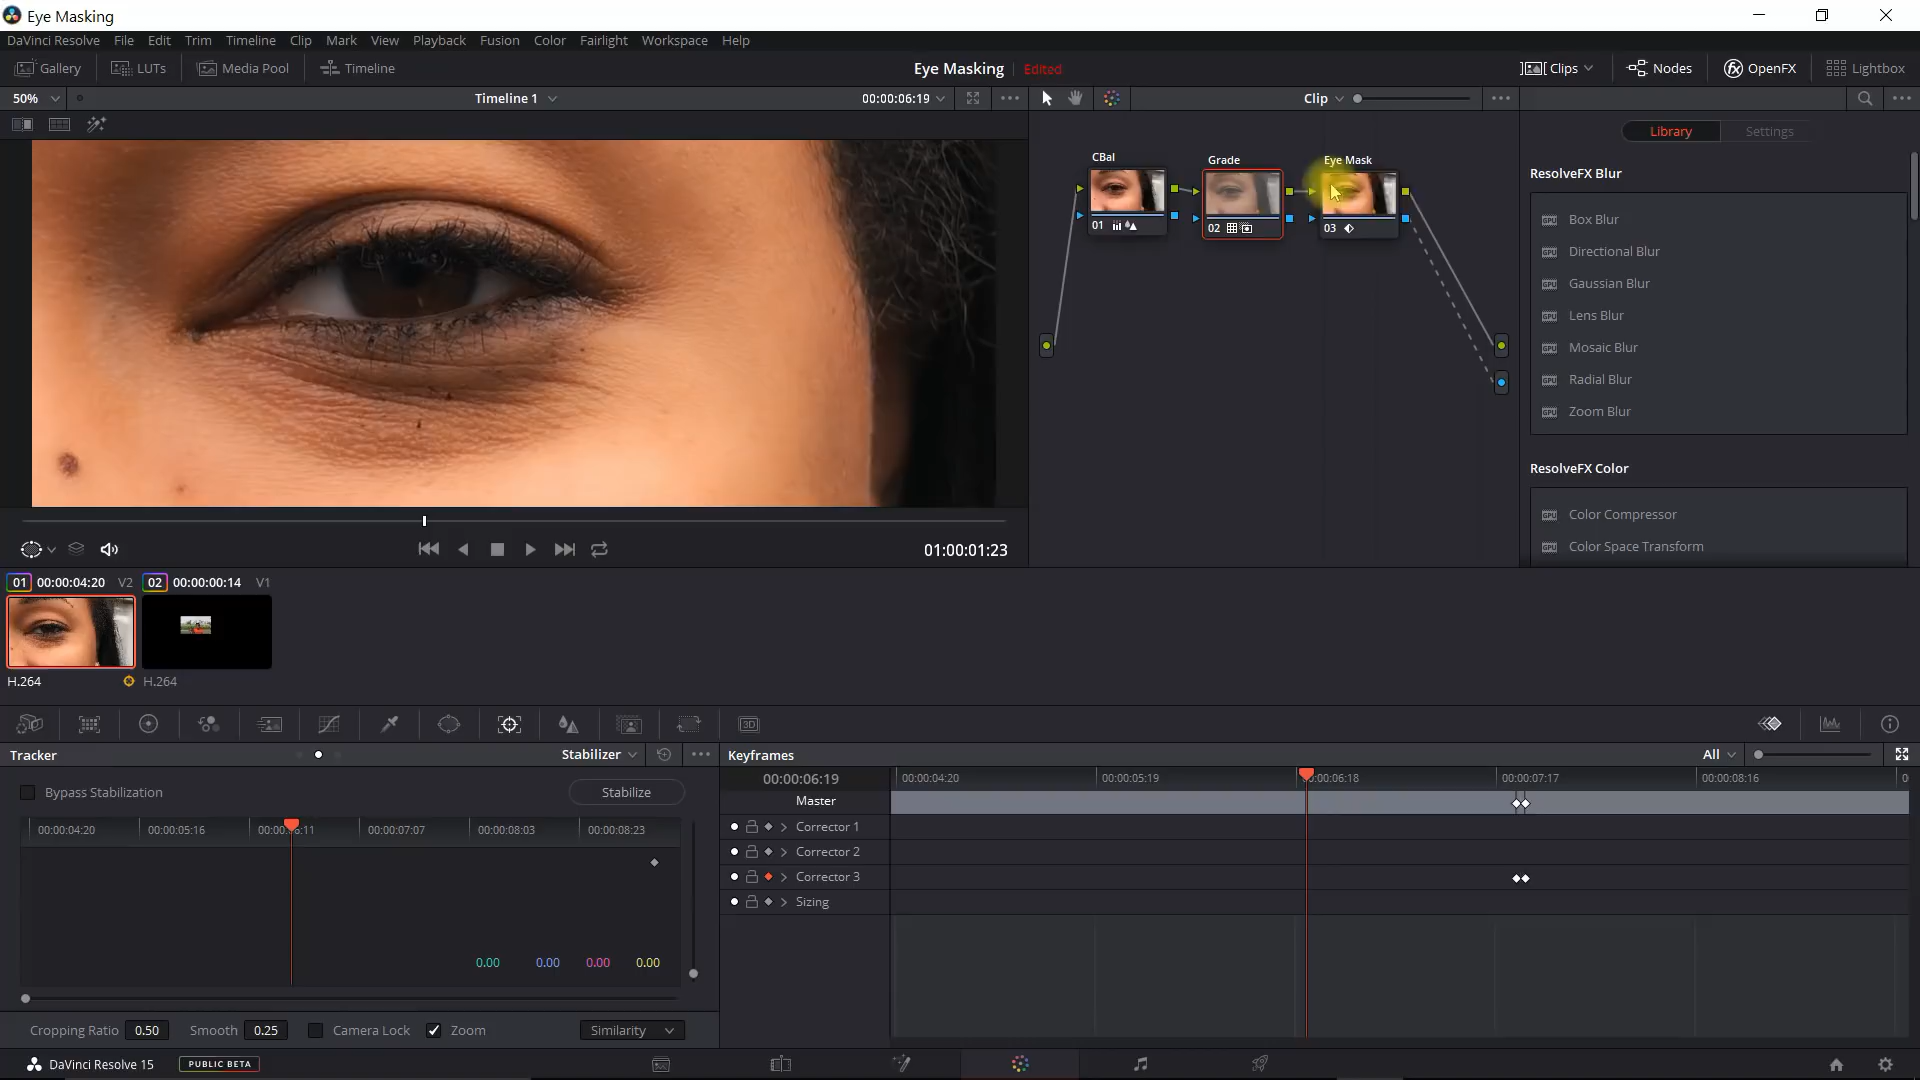 Eye Masking
DaVinci Resolve File Edit Trim Timeline Clip Mark View Playback Fusion Color Fairlight Workspace Help
Gallery LUTs Media Pool Timeline Eye Masking Edited Clips Nodes OpenFX Lightbox
50% Timeline 1 00:00:06:19 Clip
Library Settings
CBal Grade Eye Mask
01 02 03
ResolveFX Blur
Box Blur
Directional Blur
Gaussian Blur
Lens Blur
Mosaic Blur
Radial Blur
Zoom Blur
ResolveFX Color
Color Compressor
Color Space Transform
01:00:01:23
01 00:00:04:20 V2 02 00:00:00:14 V1
H.264 H.264
3D
Tracker Stabilizer Keyframes All
Bypass Stabilization Stabilize
00:00:04:20 00:00:05:16 00:00:07:07 00:00:08:03 00:00:08:23
0.00 0.00 0.00 0.00
Cropping Ratio 0.50 Smooth 0.25 Camera Lock Zoom Similarity
00:00:06:19 00:00:04:20 00:00:05:19 00:00:06:18 00:00:07:17 00:00:08:16
Master
Corrector 1
Corrector 2
Corrector 3
Sizing
DaVinci Resolve 15 PUBLIC BETA